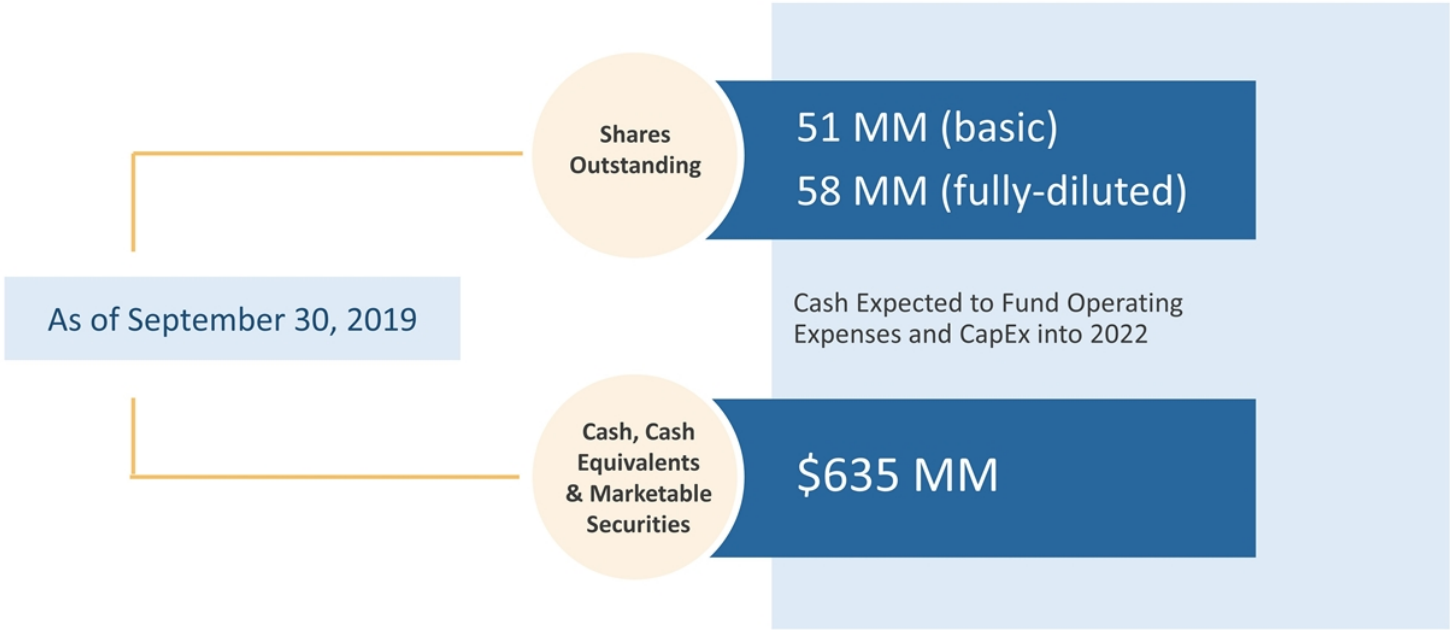 Shares
Outstanding
51 MM (basic)
58 MM (fully-diluted)
As of September 30, 2019
Cash Expected to Fund Operating
Expenses and CapEx into 2022
Cash, Cash
Equivalents
& Marketable
Securities
$635 MM